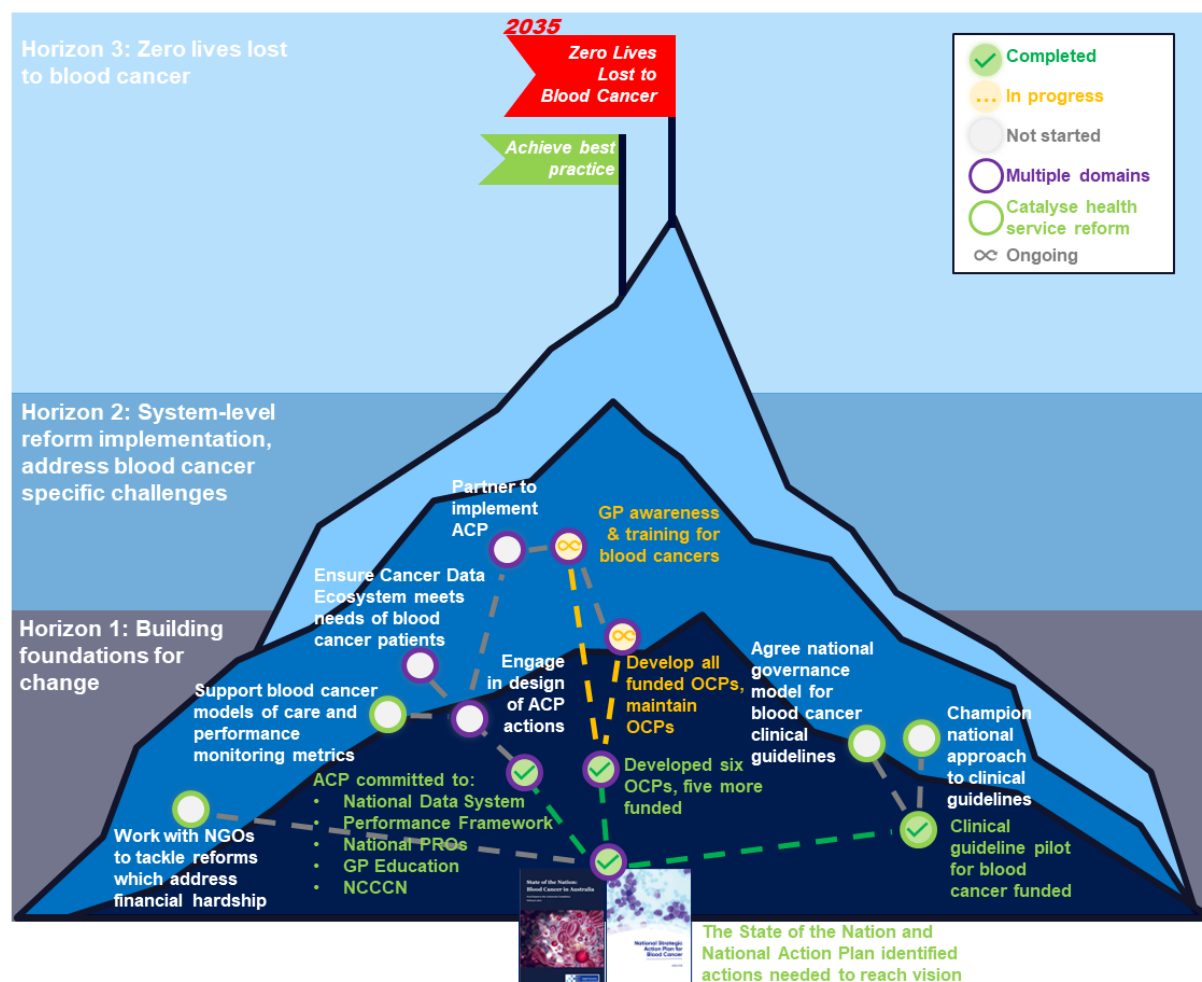 Horizon 3: Zero lives lost
to blood cancer
2035
Zero Lives
Lost to
Blood Cancer
Achieve best
practice
Completed
In progress
Not started
Multiple domains
Catalyse health
service reform
Ongoing
Horizon 2: System-level
reform implementation,
address blood cancer
specific challenges
Partner to
implement
ACP
GP awareness
& training for
blood cancers
Ensure Cancer Data
Ecosystem meets
needs of blood
cancer patients
Horizon 1: Building
foundations for
change
Engage
in design
of ACP
actions
Develop all
funded OCPs,
maintain
OCPs
Agree national
governance
model for
blood cancer
clinical
guidelines
Champion
national
approach
to clinical
guidelines
Support blood cancer
models of care and
performance
monitoring metrics
ACP committed to:
• National Data System
• Performance Framework
• National PROs
• GP Education
• NCCCN
Developed six
OCPs, five more
funded
Work with NGOs
to tackle reforms
which address
financial hardship
Clinical
guideline pilot
for blood
cancer funded
State of the Nation:
Blood Cancer in Australia
National Strategic
Action Plan for
Blood Cancer
The State of the Nation and
National Action Plan identified
actions needed to reach vision